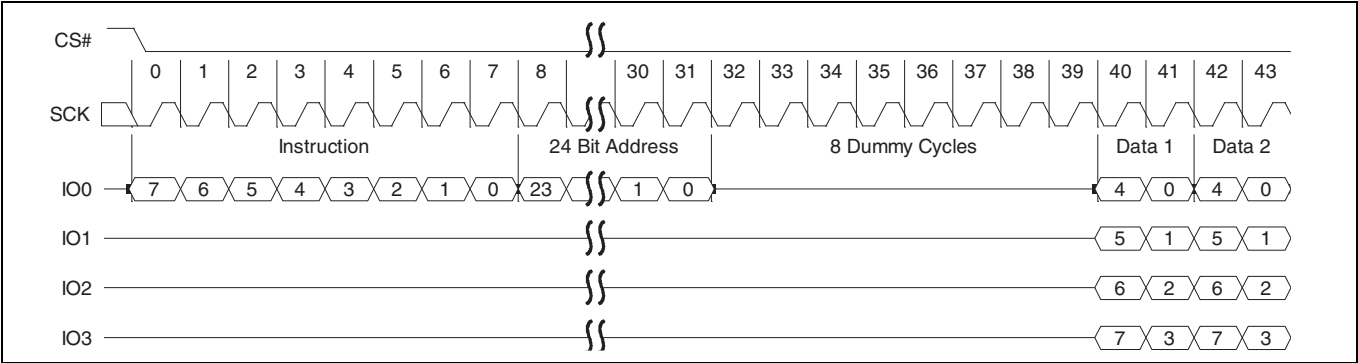 CS#
0 1 2 3 4 5 6 7 8 30 31 32 33 34 35 36 37 38 39 40 41 42 43
SCK
Instruction 24 Bit Address 8 Dummy Cycles Data 1 Data 2
IO0 7 6 5 4 3 2 1 0 23 1 0 4 0 4 0
IO1 5 1 5 1
IO2 6 2 6 2
IO3 7 3 7 3